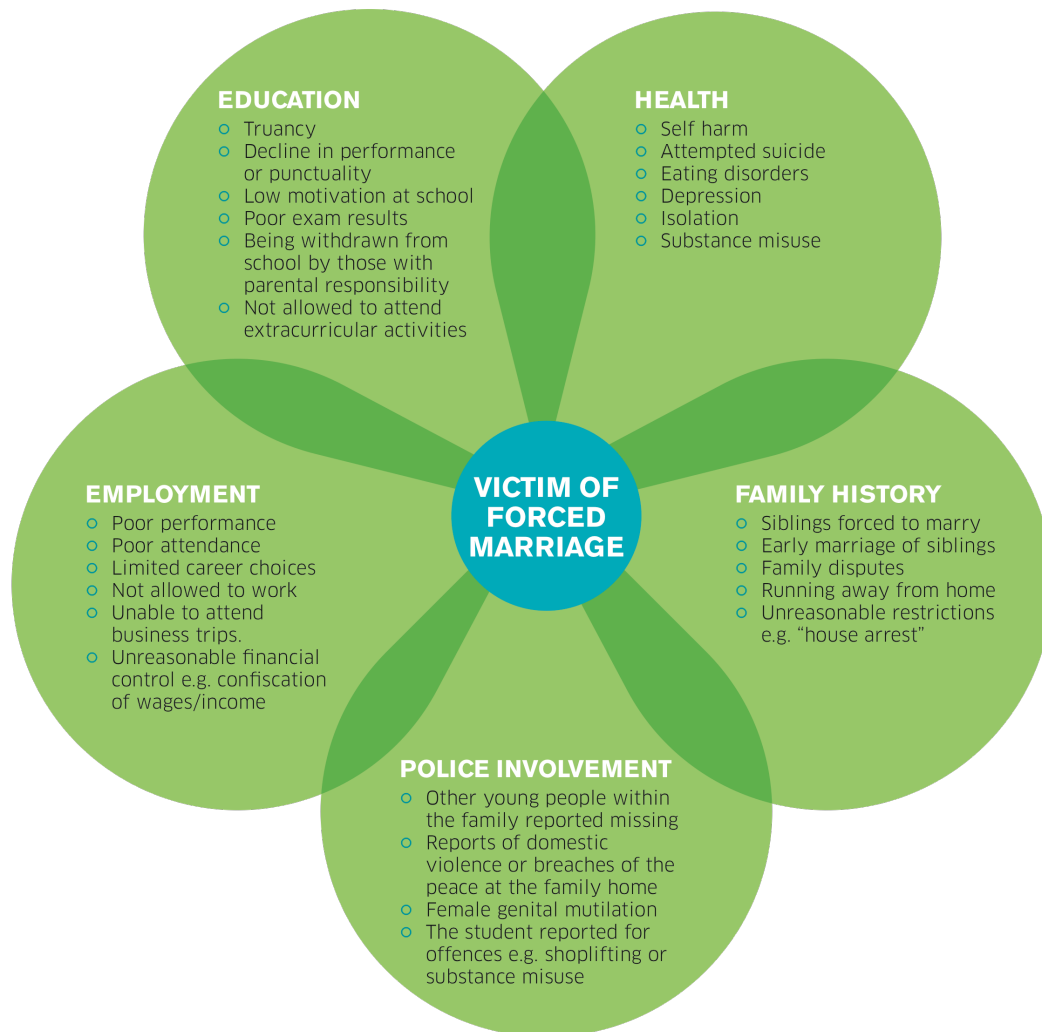 EDUCATION
Truancy
Decline in performance
or punctuality
Low motivation at school
Poor exam results
Being withdrawn from
school by those with
parental responsibility
Not allowed to attend
extracurricular activities
HEALTH
Self harm
Attempted suicide
Eating disorders
Depression
Isolation
Substance misuse
VICTIM OF
FORCED
MARRIAGE
EMPLOYMENT
Poor performance
Poor attendance
Limited career choices
Not allowed to work
Unable to attend
business trips.
Unreasonable financial
control e.g. confiscation
of wages/income
FAMILY HISTORY
Siblings forced to marry
Early marriage of siblings
Family disputes
Running away from home
Unreasonable restrictions
e.g. “house arrest”
POLICE INVOLVEMENT
Other young people within
the family reported missing
Reports of domestic
violence or breaches of the
peace at the family home
Female genital mutilation
The student reported for
offences e.g. shoplifting or
substance misuse